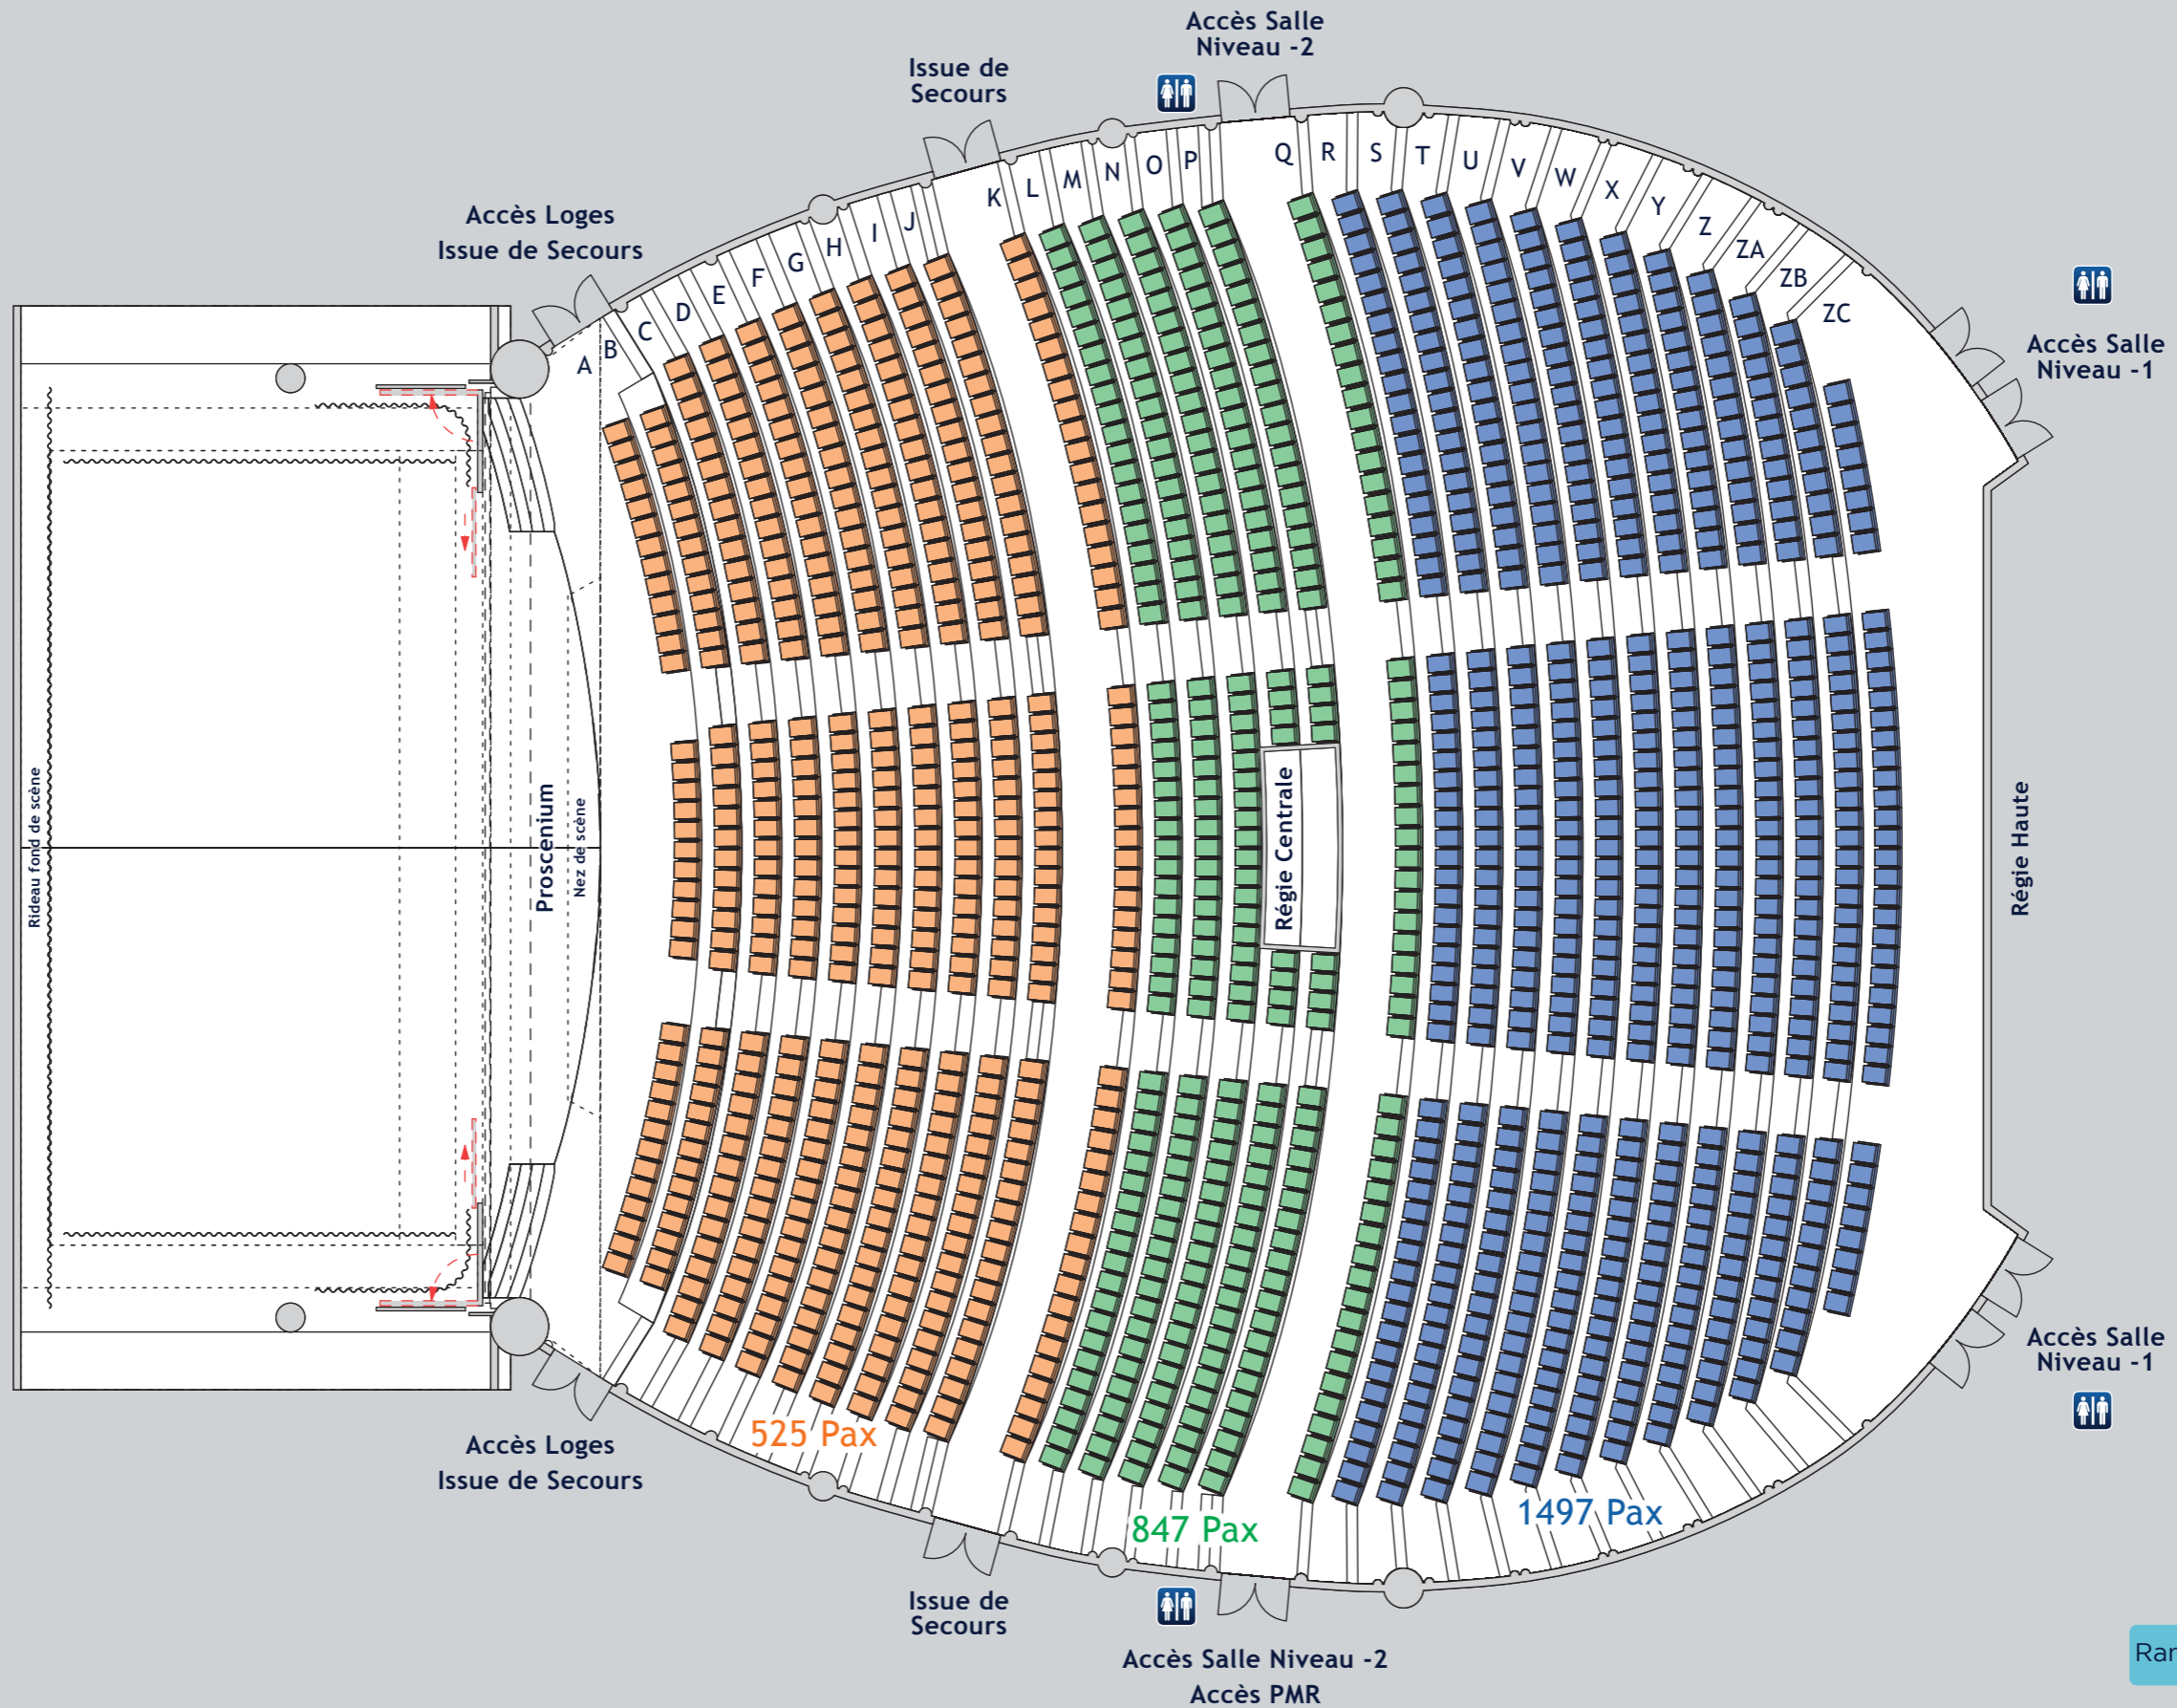 Accès Salle
Niveau -2
Issue de
Secours
Accès Loges
Issue de Secours
A
B
C
D
E
F
G
H
I
J
K
L
M
N
O
P
Q
R
S
T
U
V
W
X
Y
Z
ZA
ZB
ZC
Accès Salle
Niveau -1
Rideau fond de scène
Proscenium
Nez de scène
Régie Centrale
Régie Haute
Accès Salle
Niveau -1
525 Pax
847 Pax
1497 Pax
Accès Loges
Issue de Secours
Issue de
Secours
Accès Salle Niveau -2
Accès PMR